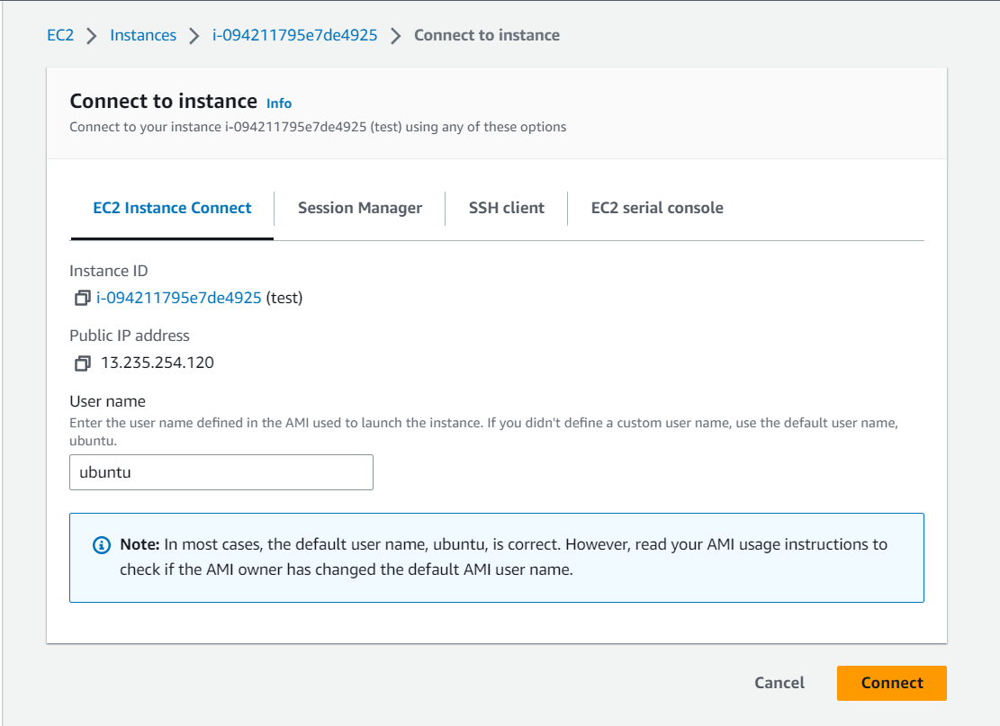 EC2 > Instances > i-094211795e7de4925 > Connect to instance
Connect to instance Info
Connect to your instance i-094211795e7de4925 (test) using any of these options
EC2 Instance Connect Session Manager SSH client EC2 serial console
Instance ID
i-094211795e7de4925 (test)
Public IP address
13.235.254.120
User name
Enter the user name defined in the AMI used to launch the instance. If you didn't define a custom user name, use the default user name,
ubuntu.
ubuntu
Note: In most cases, the default user name, ubuntu, is correct. However, read your AMI usage instructions to
check if the AMI owner has changed the default AMI user name.
Cancel Connect